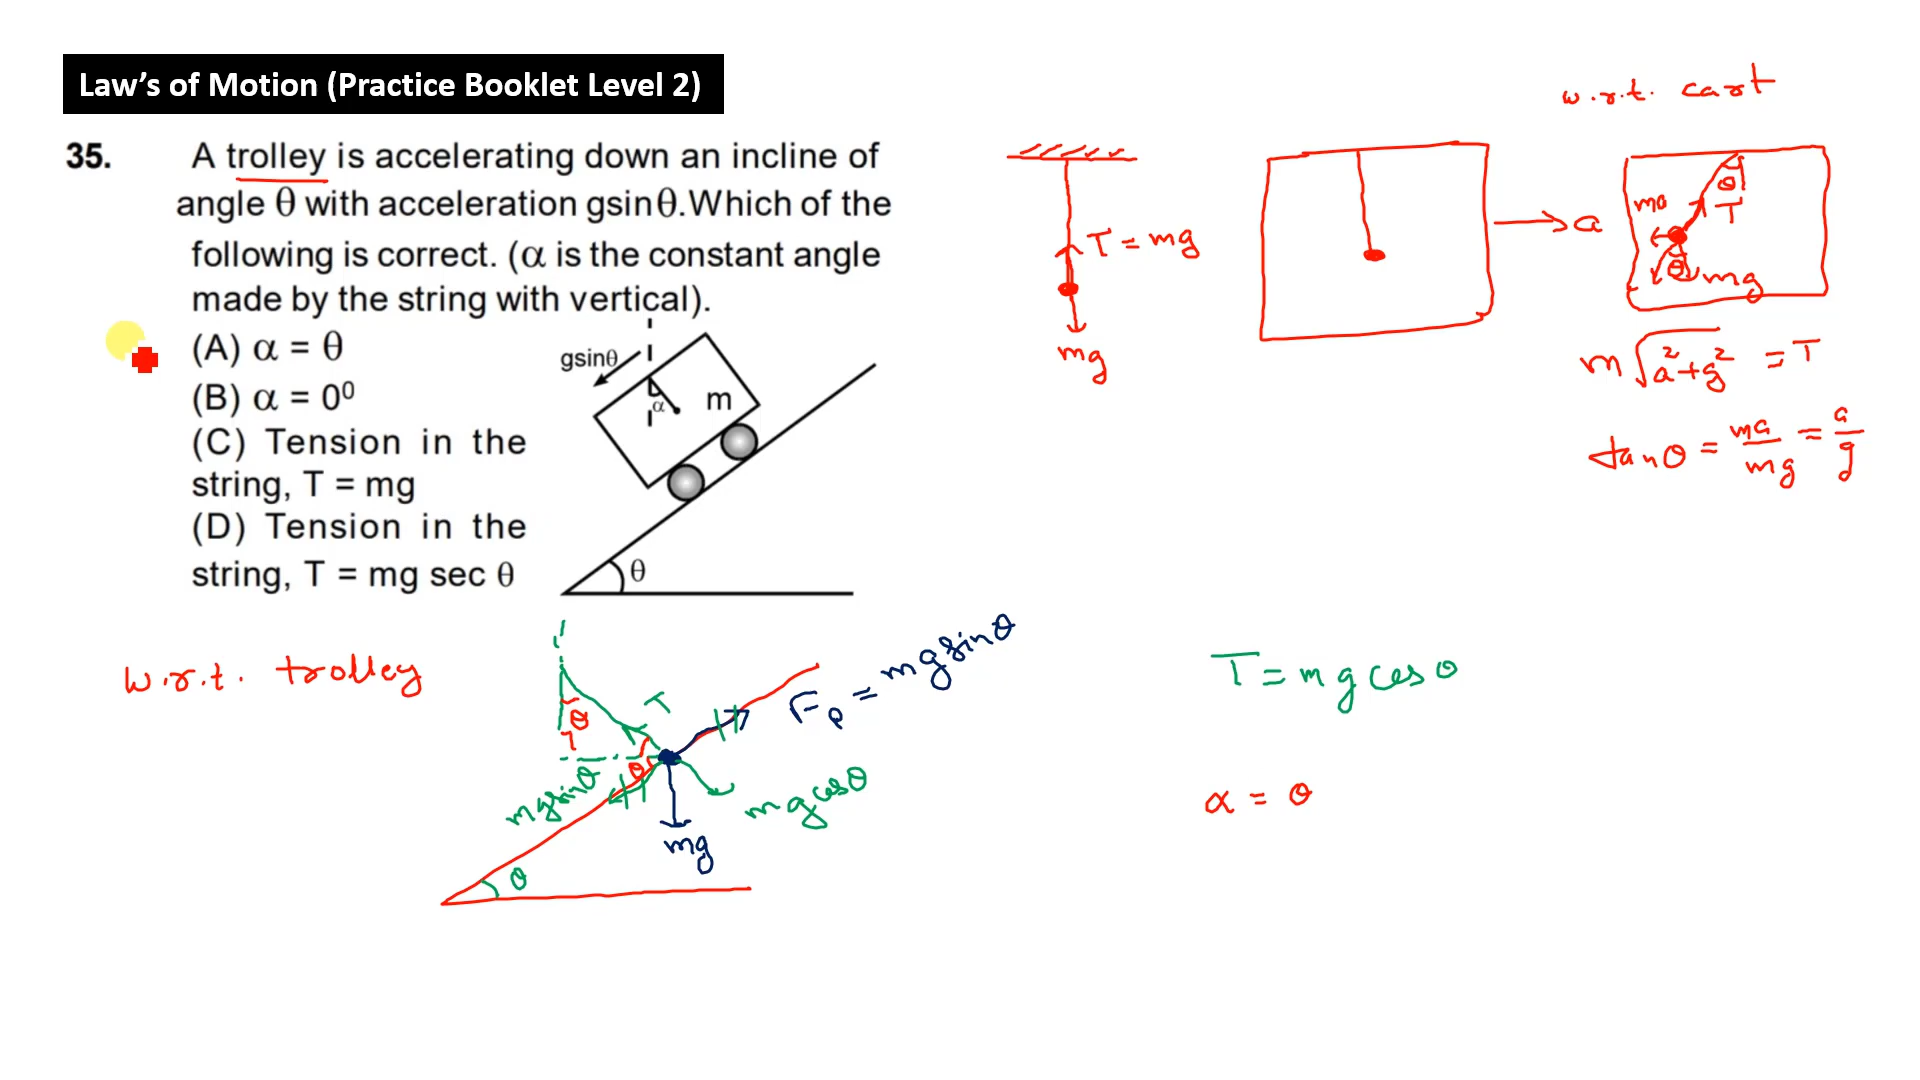 Law's of Motion (Practice Booklet Level 2)
35. A trolley is accelerating down an incline of
angle θ with acceleration gsinθ.Which of the
following is correct. (α is the constant angle
made by the string with vertical).
(A) α = θ
(B) α = 0⁰
(C) Tension in the
string, T = mg
(D) Tension in the
string, T = mg sec θ
gsinθ
α
m
θ
T = mg
mg
a
w.r.t. cart
θ
ma
T
θ
mg
m√a²+g² = T
tanθ = ma/mg = a/g
w.r.t. trolley
θ
T
θ
mgsinθ
Fp = mgsinθ
mgcosθ
mg
θ
T = mgcosθ
α = θ